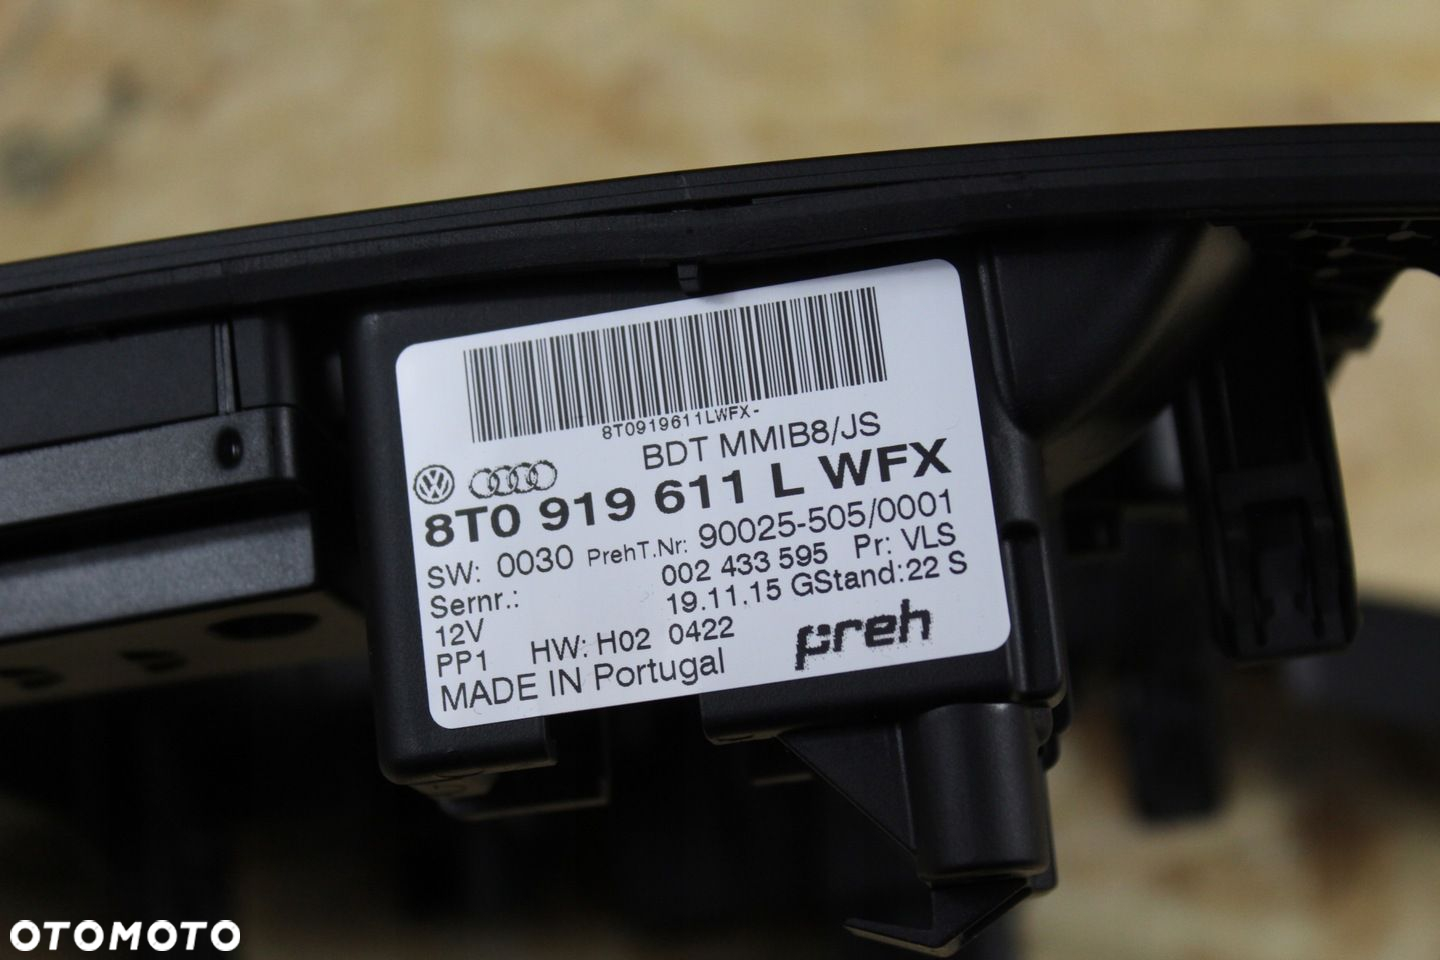 8T0919611LWFX-
BDT MMIB8/JS
8T0 919 611 L WFX
SW: 0030 PrehT.Nr: 90025-505/0001
Sernr.: 002 433 595 Pr: VLS
12V 19.11.15 GStand:22 S
PP1 HW: H02 0422 preh
MADE IN Portugal
OTOMOTO